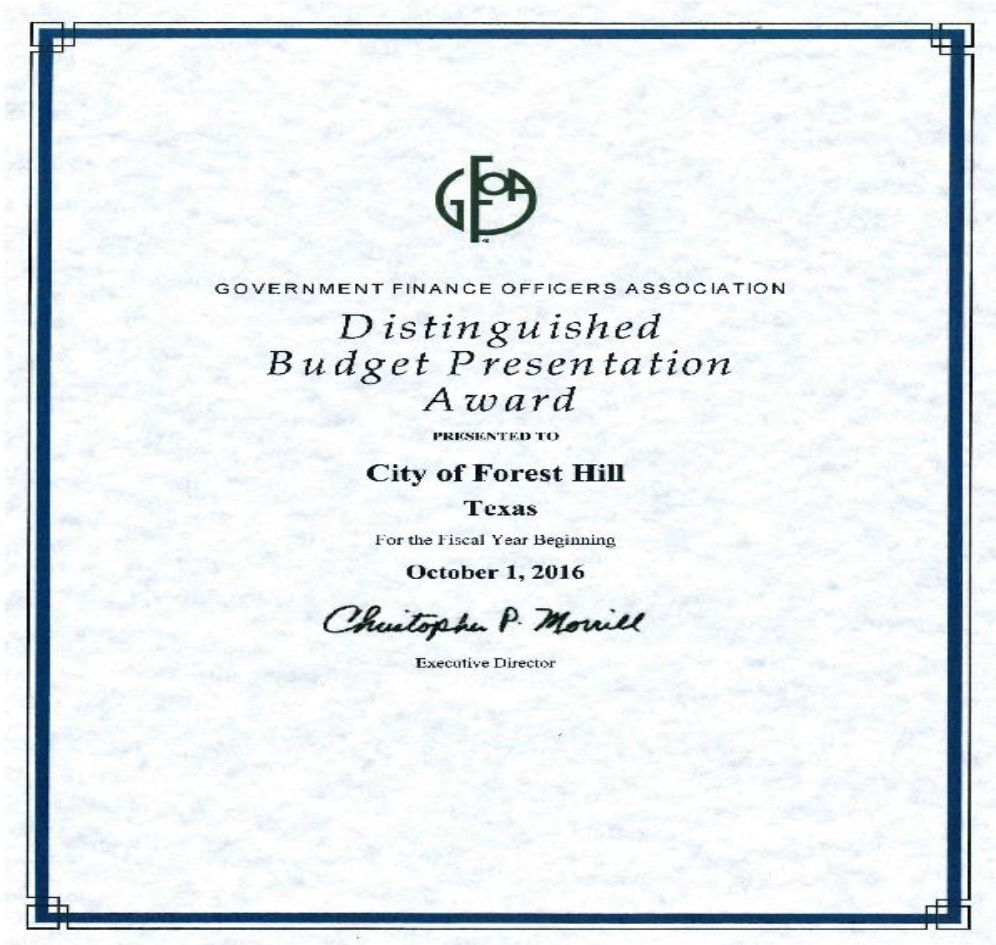 GFOA
GOVERNMENT FINANCE OFFICERS ASSOCIATION
Distinguished
Budget Presentation
Award
PRESENTED TO
City of Forest Hill
Texas
For the Fiscal Year Beginning
October 1, 2016
Christopher P. Morrill
Executive Director